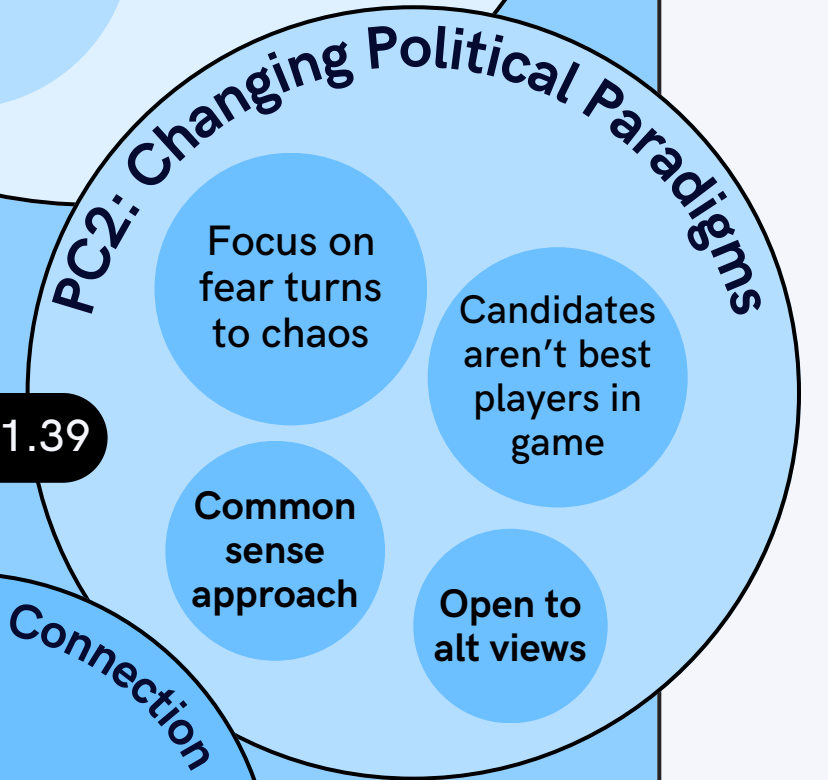 PC2: Changing Political Paradigms
Focus on
fear turns
to chaos
Candidates
aren’t best
players in
game
1.39
Common
sense
approach
Open to
alt views
Connection